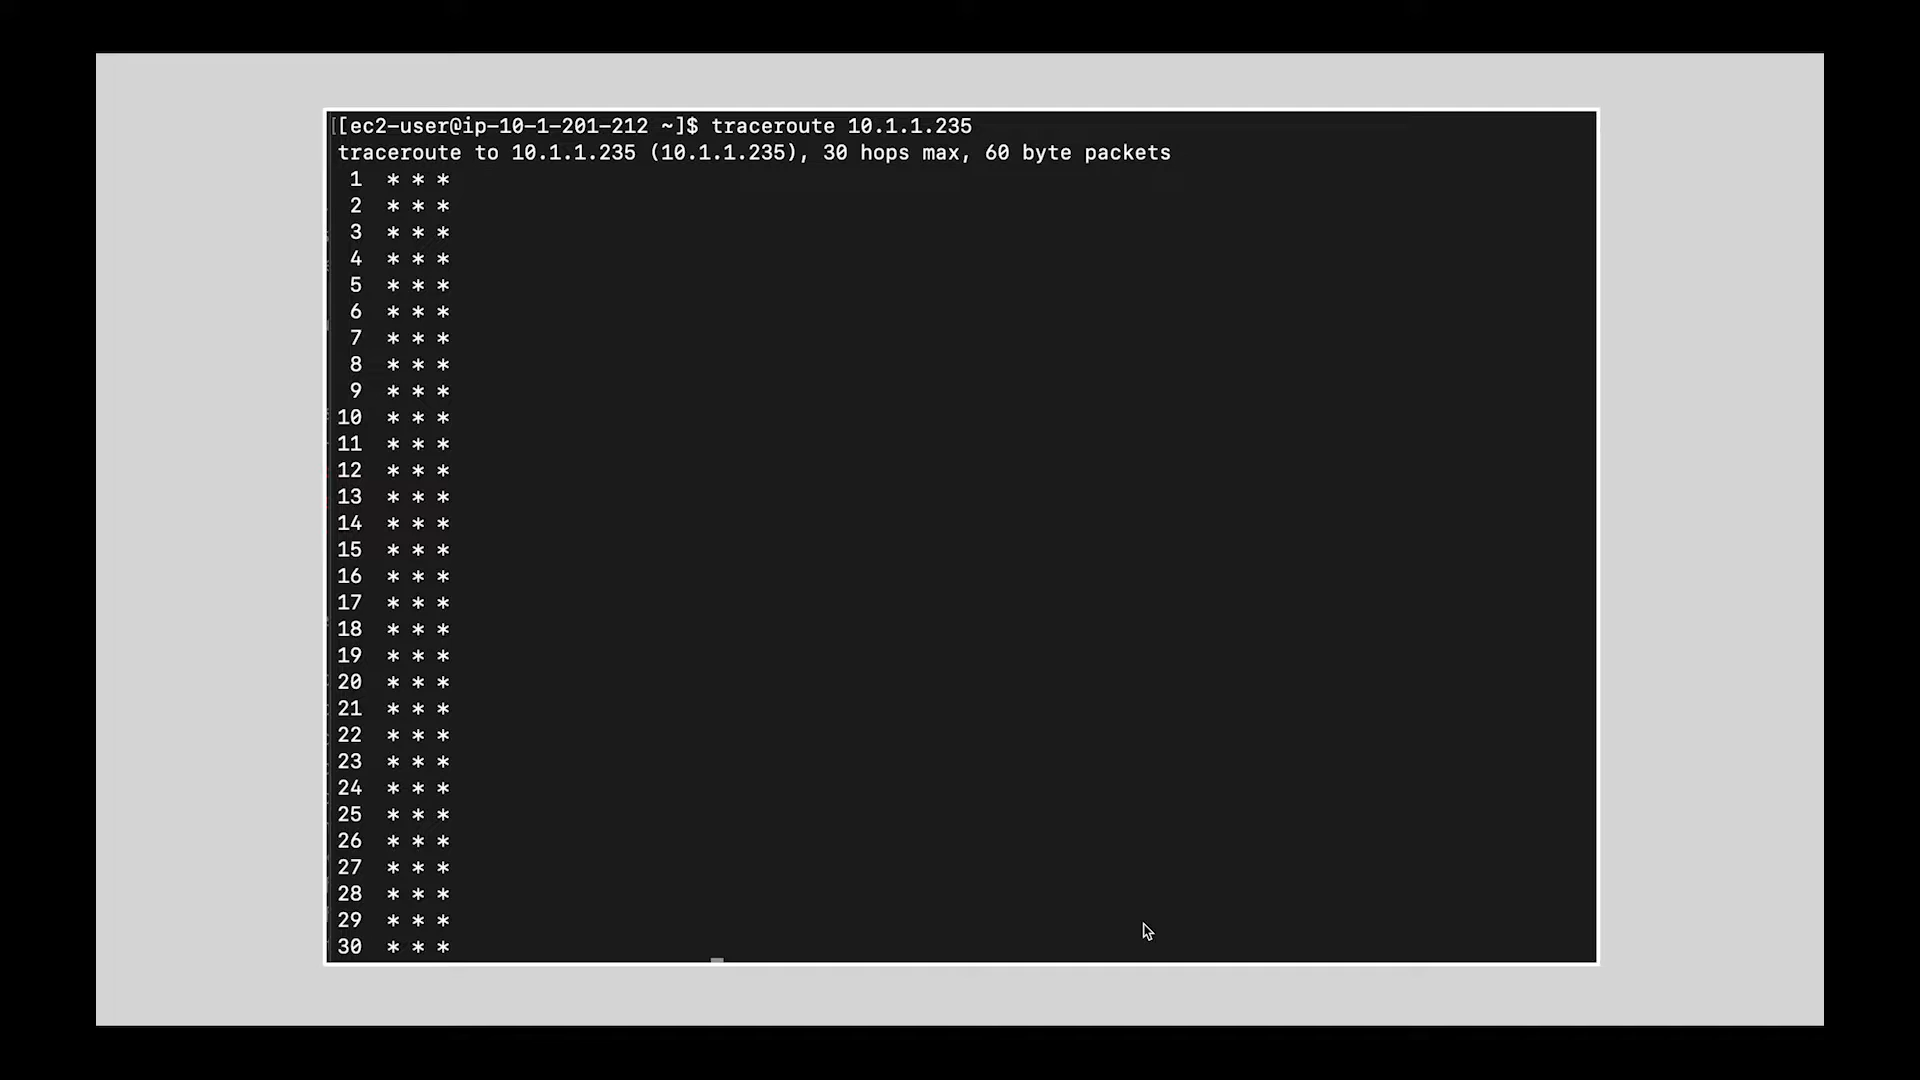 [[ec2-user@ip-10-1-201-212 ~]$ traceroute 10.1.1.235
traceroute to 10.1.1.235 (10.1.1.235), 30 hops max, 60 byte packets
1 * * *
2 * * *
3 * * *
4 * * *
5 * * *
6 * * *
7 * * *
8 * * *
9 * * *
10 * * *
11 * * *
12 * * *
13 * * *
14 * * *
15 * * *
16 * * *
17 * * *
18 * * *
19 * * *
20 * * *
21 * * *
22 * * *
23 * * *
24 * * *
25 * * *
26 * * *
27 * * *
28 * * *
29 * * *
30 * * *